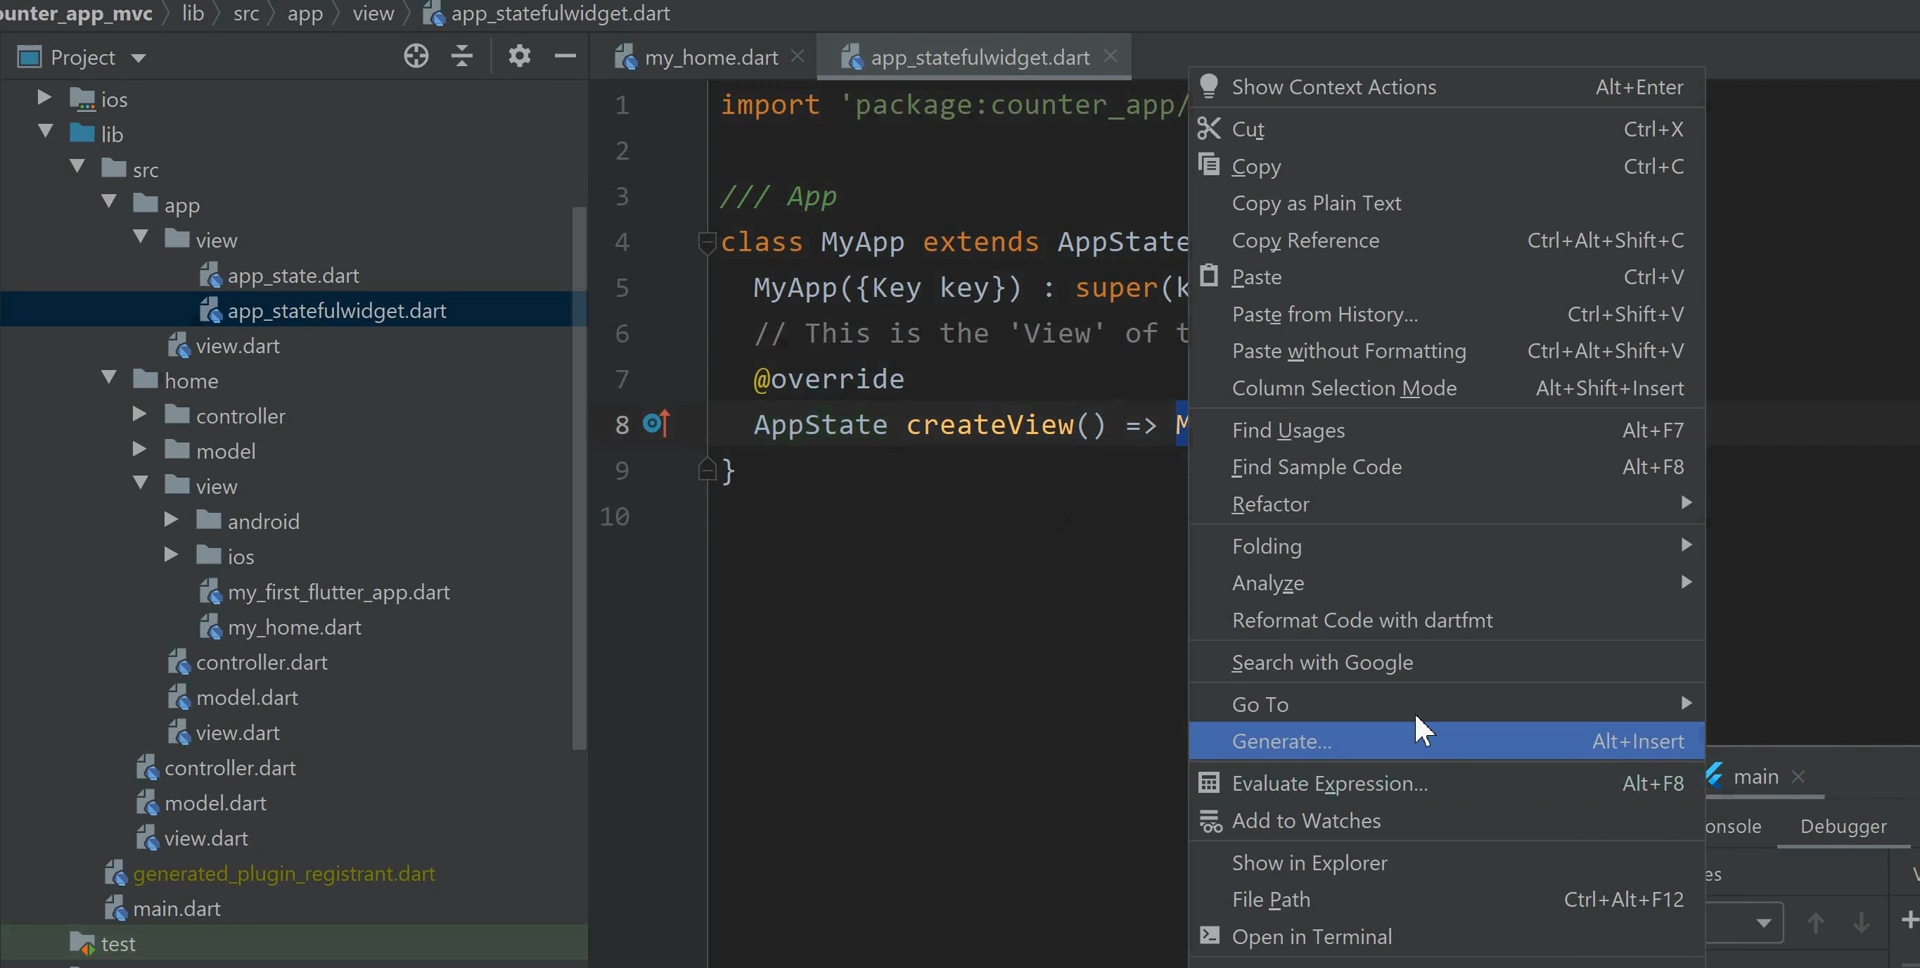 ounter_app_mvc lib src app view app_statefulwidget.dart
Project
ios
lib
src
app
view
app_state.dart
app_statefulwidget.dart
view.dart
home
controller
model
view
android
ios
my_first_flutter_app.dart
my_home.dart
controller.dart
model.dart
view.dart
controller.dart
model.dart
view.dart
generated_plugin_registrant.dart
main.dart
test
my_home.dart app_statefulwidget.dart
1 import 'package:counter_app/
2
3 /// App
4 class MyApp extends AppState
5 MyApp({Key key}) : super(k
6 // This is the 'View' of t
7 @override
8 AppState createView() => M
9 }
10
Show Context Actions Alt+Enter
Cut Ctrl+X
Copy Ctrl+C
Copy as Plain Text
Copy Reference Ctrl+Alt+Shift+C
Paste Ctrl+V
Paste from History... Ctrl+Shift+V
Paste without Formatting Ctrl+Alt+Shift+V
Column Selection Mode Alt+Shift+Insert
Find Usages Alt+F7
Find Sample Code Alt+F8
Refactor
Folding
Analyze
Reformat Code with dartfmt
Search with Google
Go To
Generate... Alt+Insert
Evaluate Expression... Alt+F8
Add to Watches
Show in Explorer
File Path Ctrl+Alt+F12
Open in Terminal
main
onsole Debugger
es